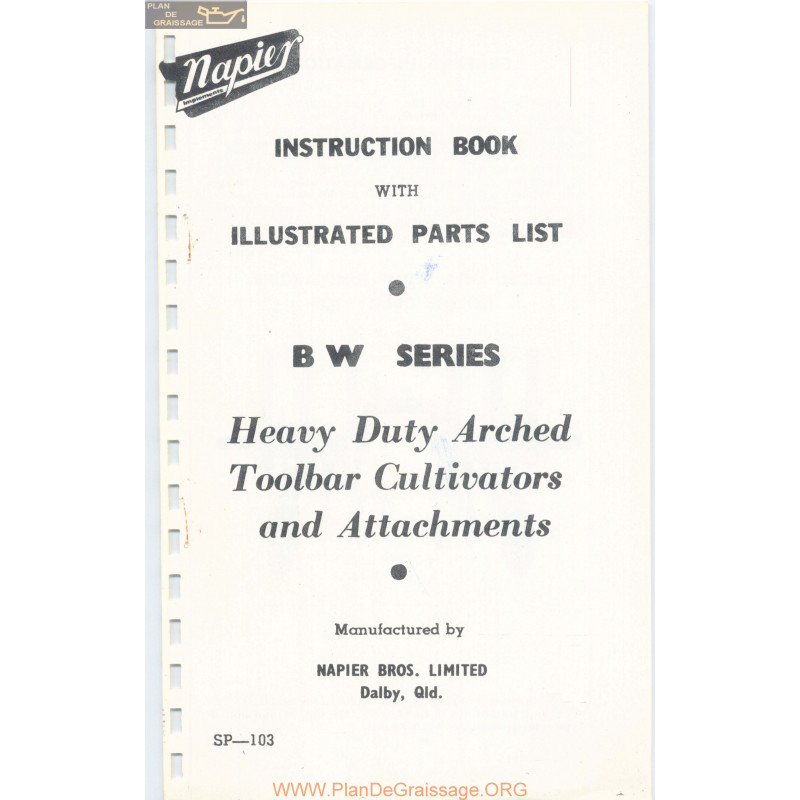 PLAN
DE
GRAISSAGE
Napier
Implements
INSTRUCTION BOOK
WITH
ILLUSTRATED PARTS LIST
BW SERIES
Heavy Duty Arched
Toolbar Cultivators
and Attachments
Manufactured by
NAPIER BROS. LIMITED
Dalby, Qld.
SP—103
www.PlanDeGraissage.ORG